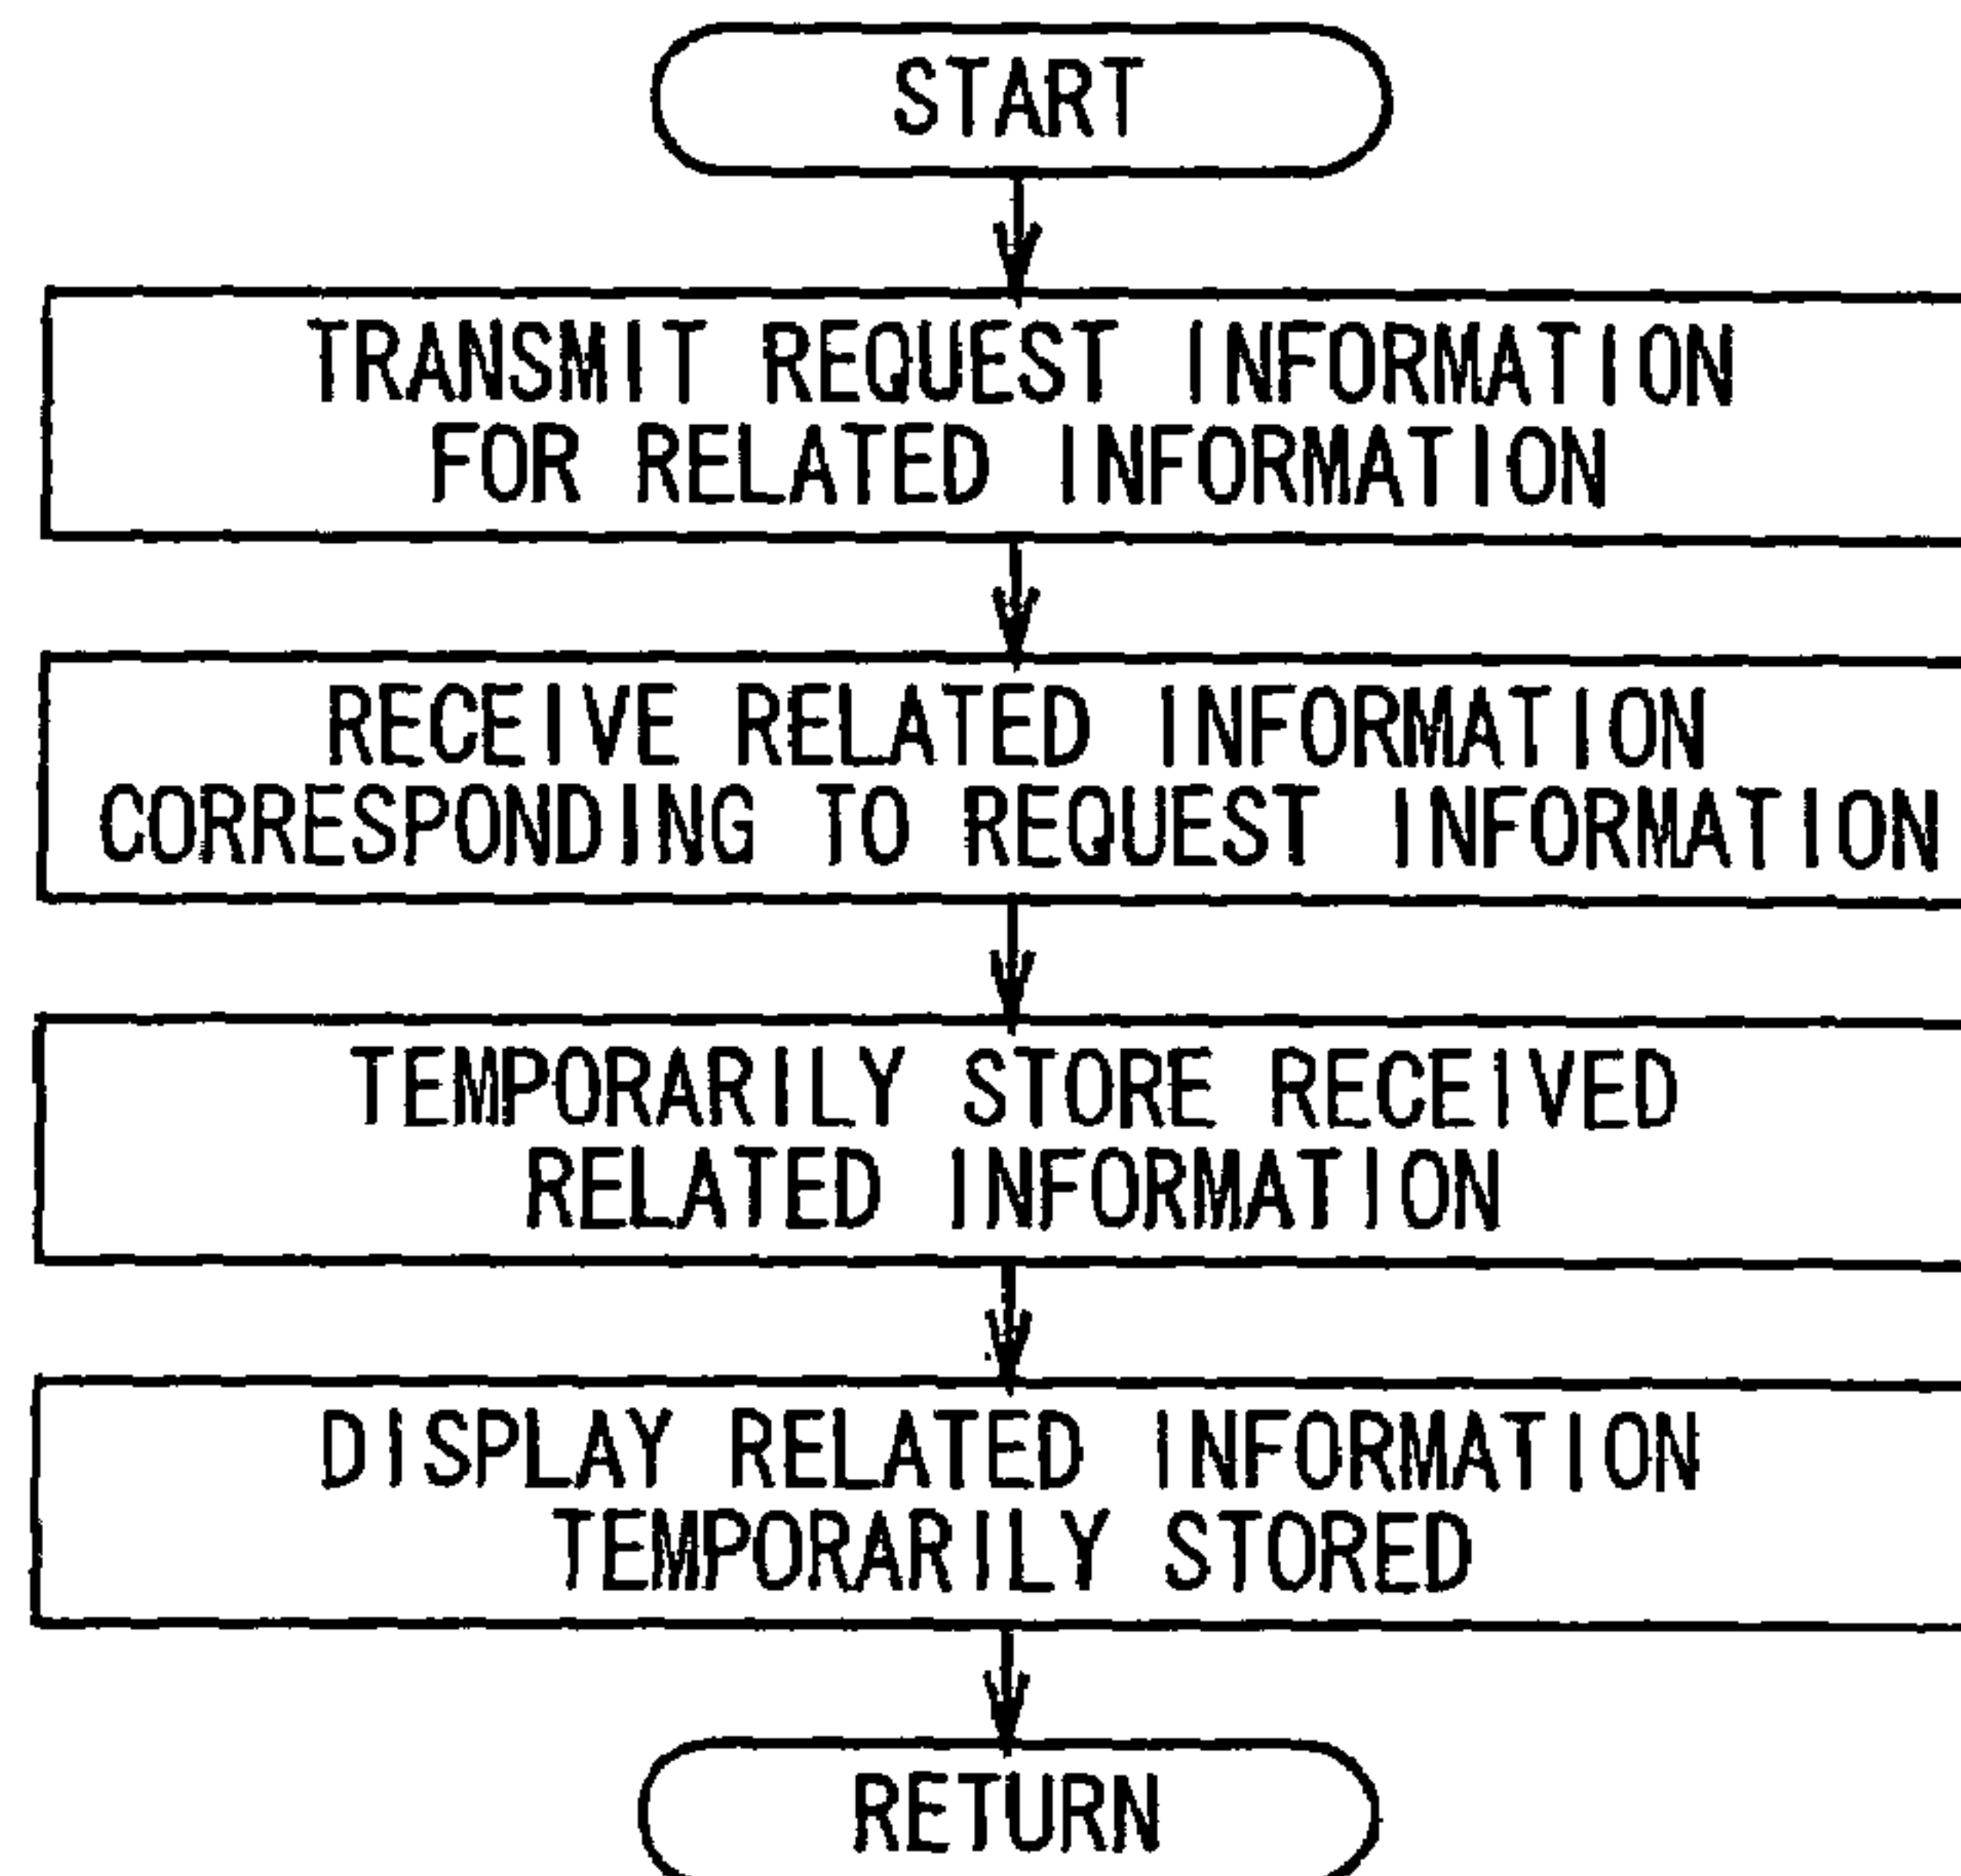 START
TRANSMIT REQUEST INFORMATION
FOR RELATED INFORMATION
RECEIVE RELATED INFORMATION
CORRESPONDING TO REQUEST INFORMATION
TEMPORARILY STORE RECEIVED
RELATED INFORMATION
DISPLAY RELATED INFORMATION
TEMPORARILY STORED
RETURN